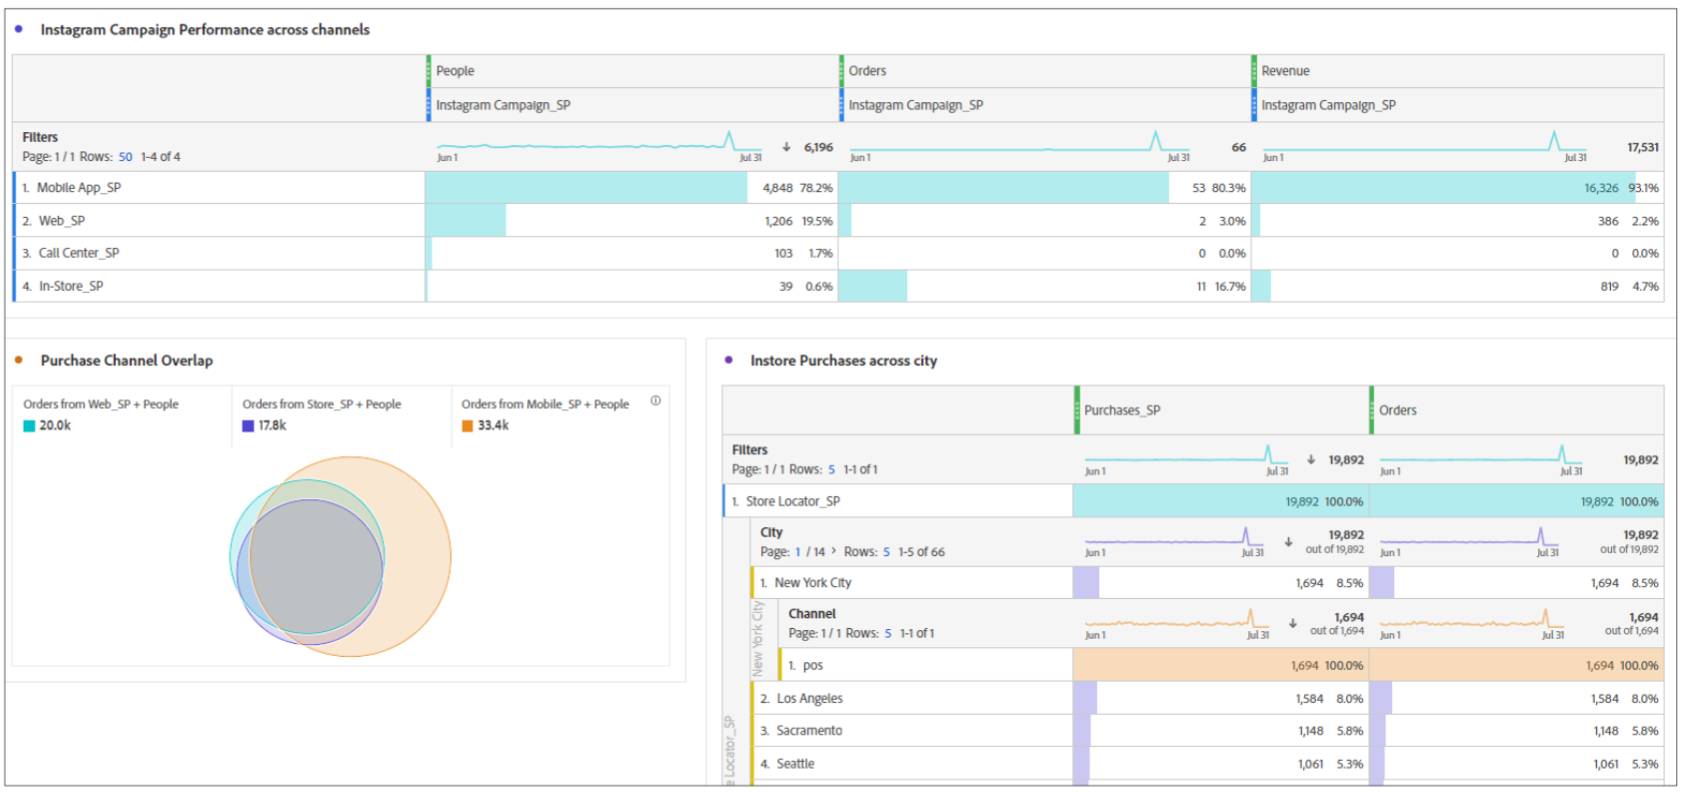 Instagram Campaign Performance across channels
People Orders Revenue
Instagram Campaign_SP Instagram Campaign_SP Instagram Campaign_SP
Filters
Page: 1 / 1 Rows: 50 1-4 of 4 Jun 1 Jul 31 6,196 Jun 1 Jul 31 66 Jun 1 Jul 31 17,531
1. Mobile App_SP 4,848 78.2% 53 80.3% 16,326 93.1%
2. Web_SP 1,206 19.5% 2 3.0% 386 2.2%
3. Call Center_SP 103 1.7% 0 0.0% 0 0.0%
4. In-Store_SP 39 0.6% 11 16.7% 819 4.7%
Purchase Channel Overlap
Orders from Web_SP + People Orders from Store_SP + People Orders from Mobile_SP + People
20.0k 17.8k 33.4k
Instore Purchases across city
Purchases_SP Orders
Filters
Page: 1 / 1 Rows: 5 1-1 of 1 Jun 1 Jul 31 19,892 Jun 1 Jul 31 19,892
1. Store Locator_SP 19,892 100.0% 19,892 100.0%
City 19,892 19,892
Page: 1 / 14 > Rows: 5 1-5 of 66 Jun 1 Jul 31 out of 19,892 Jun 1 Jul 31 out of 19,892
1. New York City 1,694 8.5% 1,694 8.5%
New York City
Channel 1,694 1,694
Page: 1 / 1 Rows: 5 1-1 of 1 Jun 1 Jul 31 out of 1,694 Jun 1 Jul 31 out of 1,694
1. pos 1,694 100.0% 1,694 100.0%
2. Los Angeles 1,584 8.0% 1,584 8.0%
3. Sacramento 1,148 5.8% 1,148 5.8%
4. Seattle 1,061 5.3% 1,061 5.3%
e Locator_SP